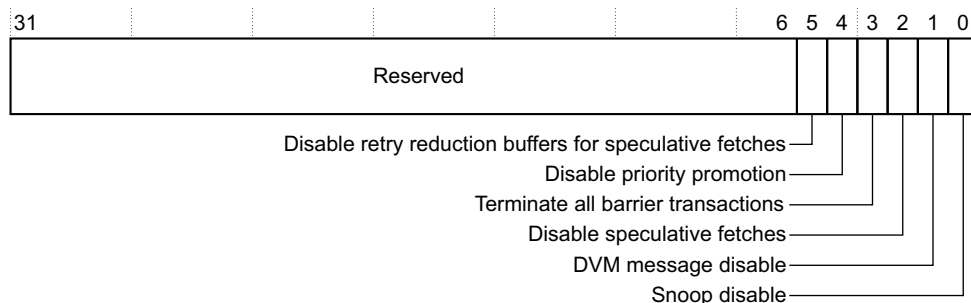 31 6 5 4 3 2 1 0
Reserved
Disable retry reduction buffers for speculative fetches
Disable priority promotion
Terminate all barrier transactions
Disable speculative fetches
DVM message disable
Snoop disable